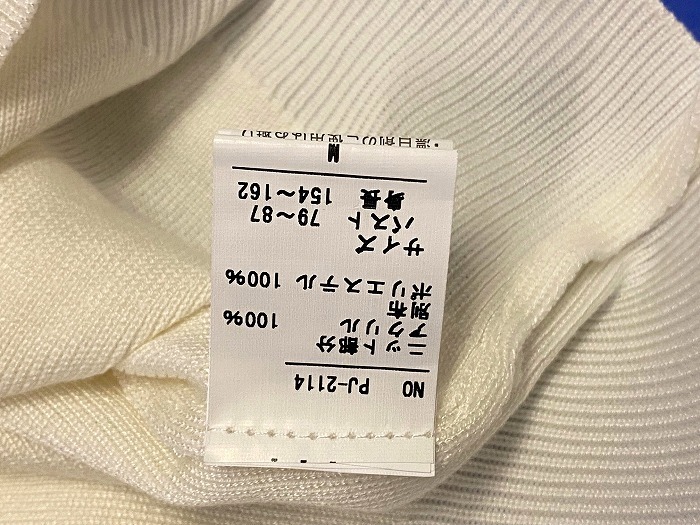 NO PJ-2114
ニット部分
アクリル 100%
別布
ポリエステル 100%
サイズ
バスト 79~87
身長 154~162
M